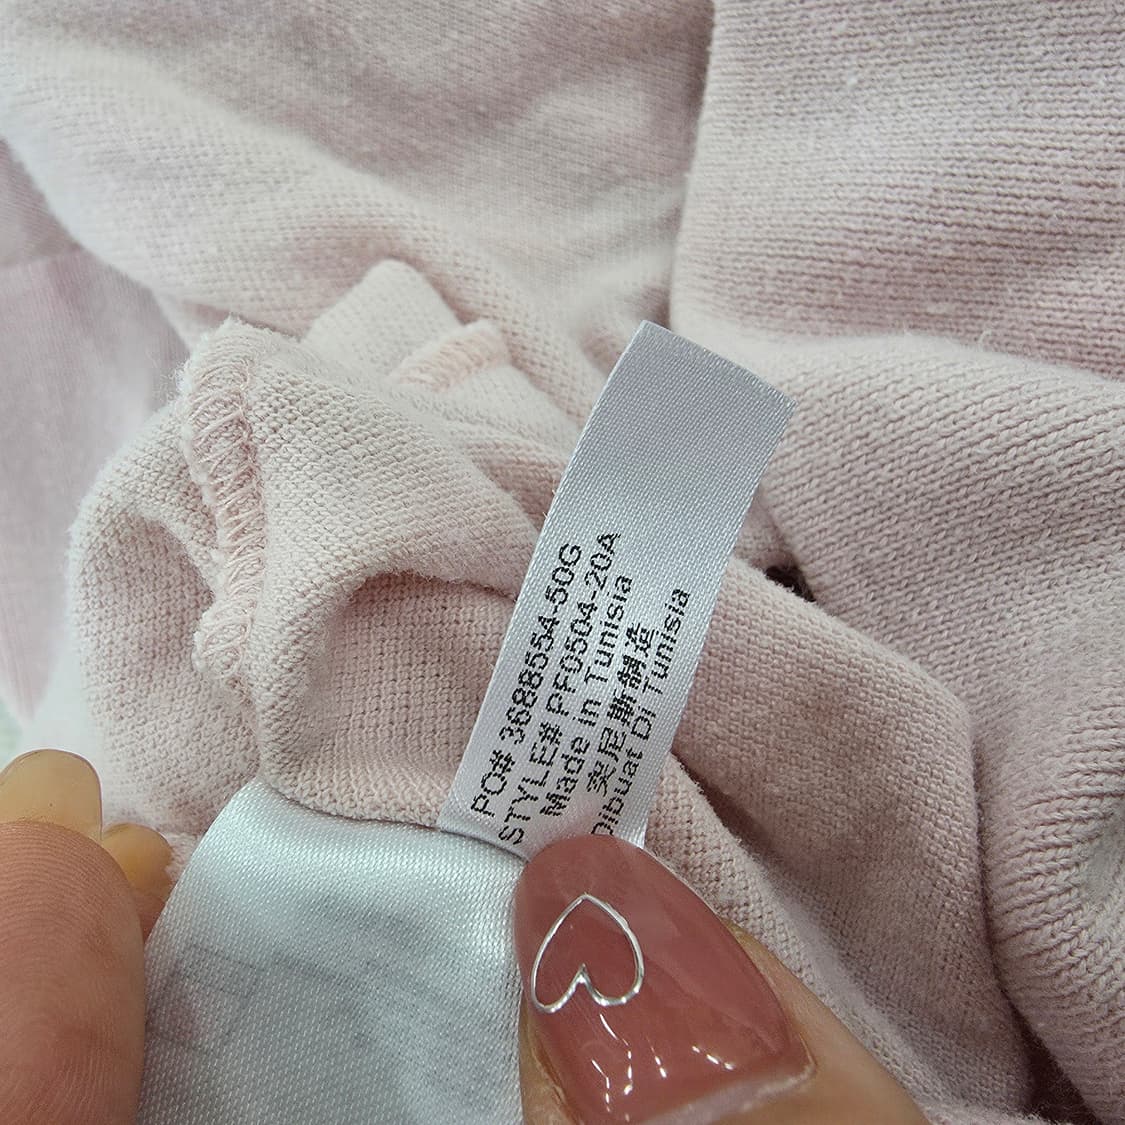 PO# 3688554-50G
STYLE# PF0504-20A
Made in Tunisia
突尼斯制造
Dibuat Di Tunisia